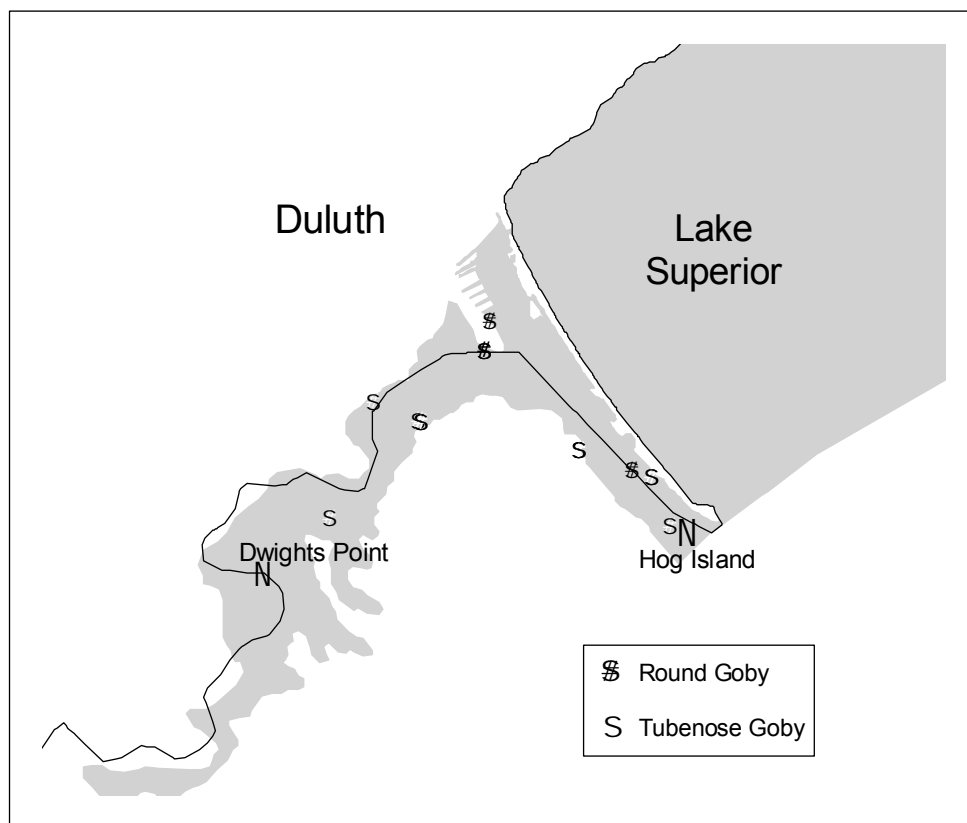 Duluth
Lake
Superior
$
$
S
S
S
$
S
S
S
N
Dwights Point
N
Hog Island
$ Round Goby
S Tubenose Goby